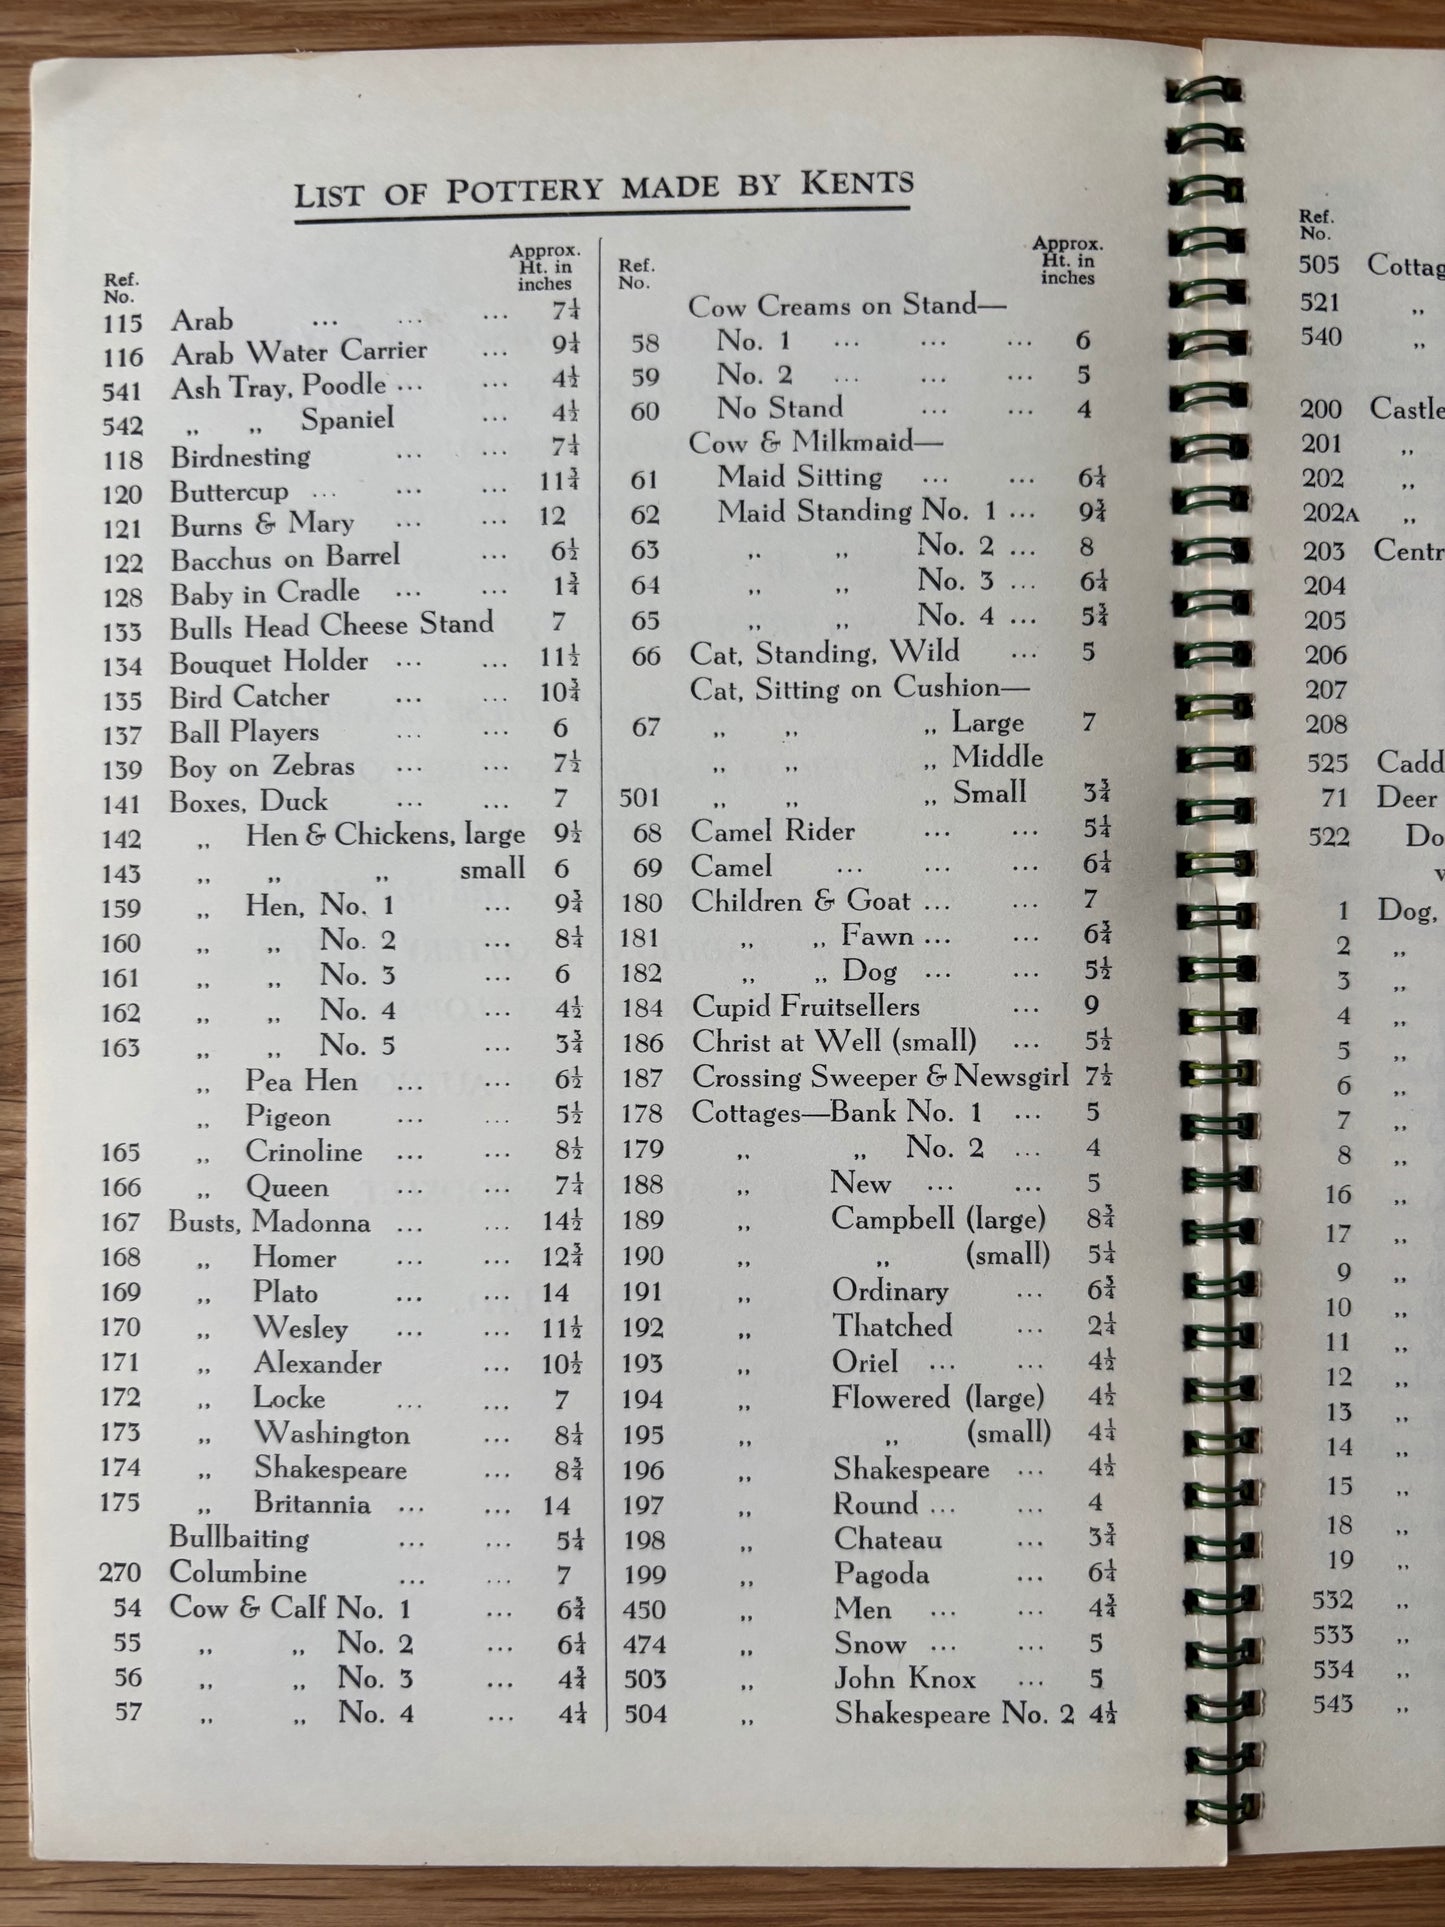 LIST OF POTTERY MADE BY KENTS
Ref. No. Approx. Ht. in inches
115 Arab ... ... ... 7¼
116 Arab Water Carrier ... 9¼
541 Ash Tray, Poodle ... ... 4½
542 ,, ,, Spaniel ... 4½
118 Birdnesting ... ... 7¼
120 Buttercup ... ... ... 11¾
121 Burns & Mary ... ... 12
122 Bacchus on Barrel ... 6½
128 Baby in Cradle ... ... 1¾
133 Bulls Head Cheese Stand 7
134 Bouquet Holder ... ... 11½
135 Bird Catcher ... ... 10¾
137 Ball Players ... ... 6
139 Boy on Zebras ... ... 7½
141 Boxes, Duck ... ... 7
142 ,, Hen & Chickens, large 9½
143 ,, ,, ,, small 6
159 ,, Hen, No. 1 ... 9¾
160 ,, ,, No. 2 ... 8¼
161 ,, ,, No. 3 ... 6
162 ,, ,, No. 4 ... 4½
163 ,, ,, No. 5 ... 3¾
,, Pea Hen ... ... 6½
,, Pigeon ... ... 5½
165 ,, Crinoline ... ... 8½
166 ,, Queen ... ... 7¼
167 Busts, Madonna ... ... 14½
168 ,, Homer ... ... 12¾
169 ,, Plato ... ... 14
170 ,, Wesley ... ... 11½
171 ,, Alexander ... 10½
172 ,, Locke ... ... 7
173 ,, Washington ... 8¼
174 ,, Shakespeare ... 8¾
175 ,, Britannia ... ... 14
Bullbaiting ... ... 5¼
270 Columbine ... ... 7
54 Cow & Calf No. 1 ... 6¾
55 ,, ,, No. 2 ... 6¼
56 ,, ,, No. 3 ... 4¾
57 ,, ,, No. 4 ... 4¼
Ref. No. Approx. Ht. in inches
Cow Creams on Stand—
58 No. 1 ... ... ... 6
59 No. 2 ... ... ... 5
60 No Stand ... ... 4
Cow & Milkmaid—
61 Maid Sitting ... ... 6¼
62 Maid Standing No. 1 ... 9¾
63 ,, ,, No. 2 ... 8
64 ,, ,, No. 3 ... 6¼
65 ,, ,, No. 4 ... 5¾
66 Cat, Standing, Wild ... 5
Cat, Sitting on Cushion—
67 ,, ,, ,, Large 7
,, ,, ,, Middle
501 ,, ,, ,, Small 3¾
68 Camel Rider ... ... 5¼
69 Camel ... ... ... 6¼
180 Children & Goat ... ... 7
181 ,, ,, Fawn ... ... 6¾
182 ,, ,, Dog ... ... 5½
184 Cupid Fruitsellers ... 9
186 Christ at Well (small) ... 5½
187 Crossing Sweeper & Newsgirl 7½
178 Cottages—Bank No. 1 ... 5
179 ,, ,, No. 2 ... 4
188 ,, New ... ... 5
189 ,, Campbell (large) 8¾
190 ,, ,, (small) 5¼
191 ,, Ordinary ... 6¾
192 ,, Thatched ... 2¼
193 ,, Oriel ... ... 4½
194 ,, Flowered (large) 4½
195 ,, ,, (small) 4¼
196 ,, Shakespeare ... 4½
197 ,, Round ... ... 4
198 ,, Chateau ... 3¾
199 ,, Pagoda ... 6¼
450 ,, Men ... ... 4¾
474 ,, Snow ... ... 5
503 ,, John Knox ... 5
504 ,, Shakespeare No. 2 4½
Ref. No.
505 Cottag
521 ,,
540 ,,
200 Castle
201 ,,
202 ,,
202A ,,
203 Centr
204
205
206
207
208
525 Cadd
71 Deer
522 Do
1 Dog,
2 ,,
3 ,,
4 ,,
5 ,,
6 ,,
7 ,,
8 ,,
16 ,,
17 ,,
9 ,,
10 ,,
11 ,,
12 ,,
13 ,,
14 ,,
15 ,,
18 ,,
19 ,,
532 ,,
533 ,,
534 ,,
543 ,,